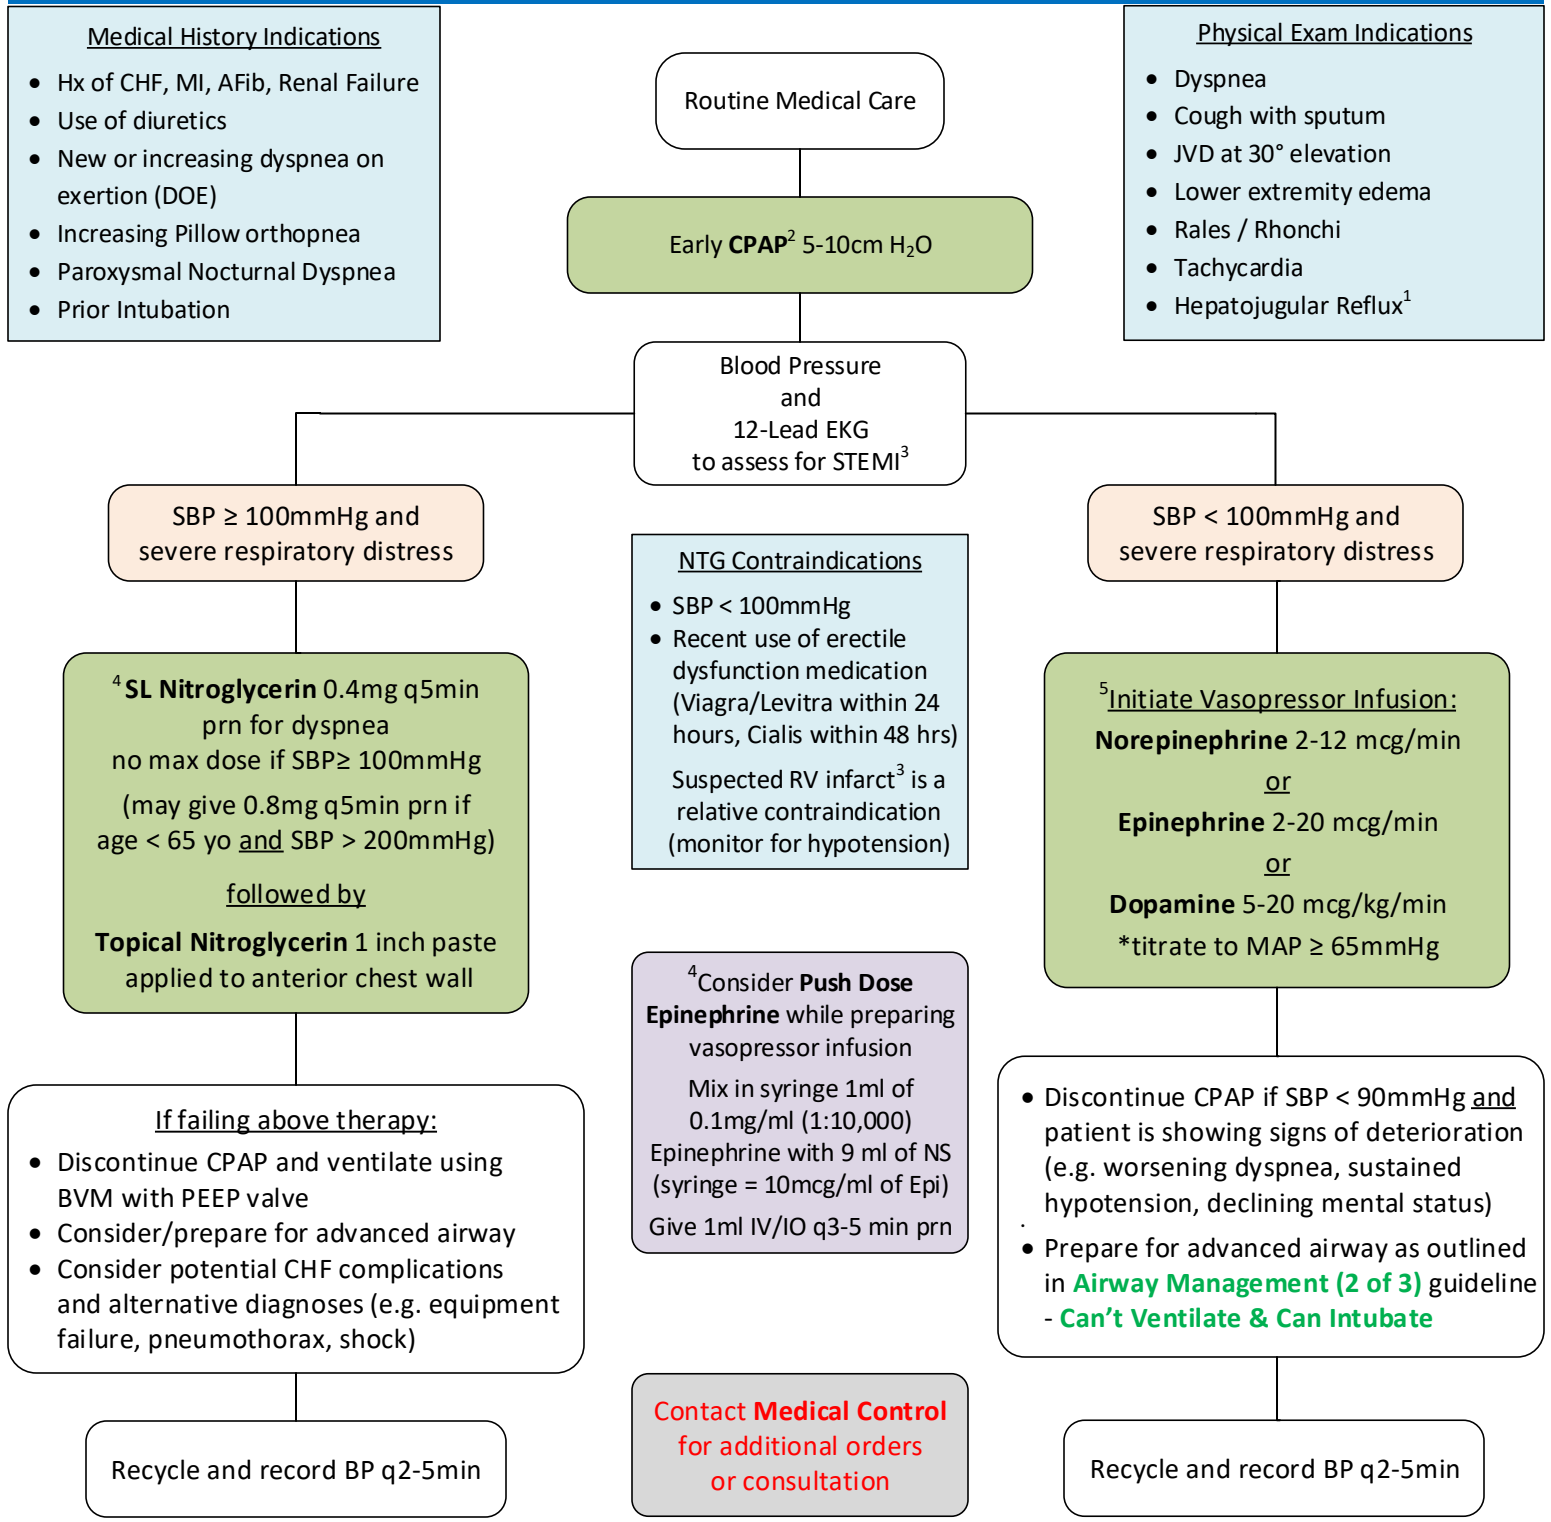 Medical History Indications
• Hx of CHF, MI, AFib, Renal Failure
• Use of diuretics
• New or increasing dyspnea on
exertion (DOE)
• Increasing Pillow orthopnea
• Paroxysmal Nocturnal Dyspnea
• Prior Intubation
Routine Medical Care
Physical Exam Indications
• Dyspnea
• Cough with sputum
• JVD at 30° elevation
• Lower extremity edema
• Rales / Rhonchi
• Tachycardia
• Hepatojugular Reflux¹
Early CPAP² 5-10cm H₂O
Blood Pressure
and
12-Lead EKG
to assess for STEMI³
SBP ≥ 100mmHg and
severe respiratory distress
⁴ SL Nitroglycerin 0.4mg q5min
prn for dyspnea
no max dose if SBP≥ 100mmHg
(may give 0.8mg q5min prn if
age < 65 yo and SBP > 200mmHg)
followed by
Topical Nitroglycerin 1 inch paste
applied to anterior chest wall
If failing above therapy:
• Discontinue CPAP and ventilate using
BVM with PEEP valve
• Consider/prepare for advanced airway
• Consider potential CHF complications
and alternative diagnoses (e.g. equipment
failure, pneumothorax, shock)
Recycle and record BP q2-5min
NTG Contraindications
• SBP < 100mmHg
• Recent use of erectile
dysfunction medication
(Viagra/Levitra within 24
hours, Cialis within 48 hrs)
Suspected RV infarct³ is a
relative contraindication
(monitor for hypotension)
⁴Consider Push Dose
Epinephrine while preparing
vasopressor infusion
Mix in syringe 1ml of
0.1mg/ml (1:10,000)
Epinephrine with 9 ml of NS
(syringe = 10mcg/ml of Epi)
Give 1ml IV/IO q3-5 min prn
Contact Medical Control
for additional orders
or consultation
SBP < 100mmHg and
severe respiratory distress
⁵Initiate Vasopressor Infusion:
Norepinephrine 2-12 mcg/min
or
Epinephrine 2-20 mcg/min
or
Dopamine 5-20 mcg/kg/min
*titrate to MAP ≥ 65mmHg
• Discontinue CPAP if SBP < 90mmHg and
patient is showing signs of deterioration
(e.g. worsening dyspnea, sustained
hypotension, declining mental status)
• Prepare for advanced airway as outlined
in Airway Management (2 of 3) guideline
- Can’t Ventilate & Can Intubate
Recycle and record BP q2-5min